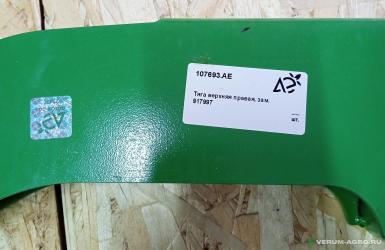 107693.AE
Тяга верхняя правая, зам.
917997
шт.
VERUM-AGRO.RU